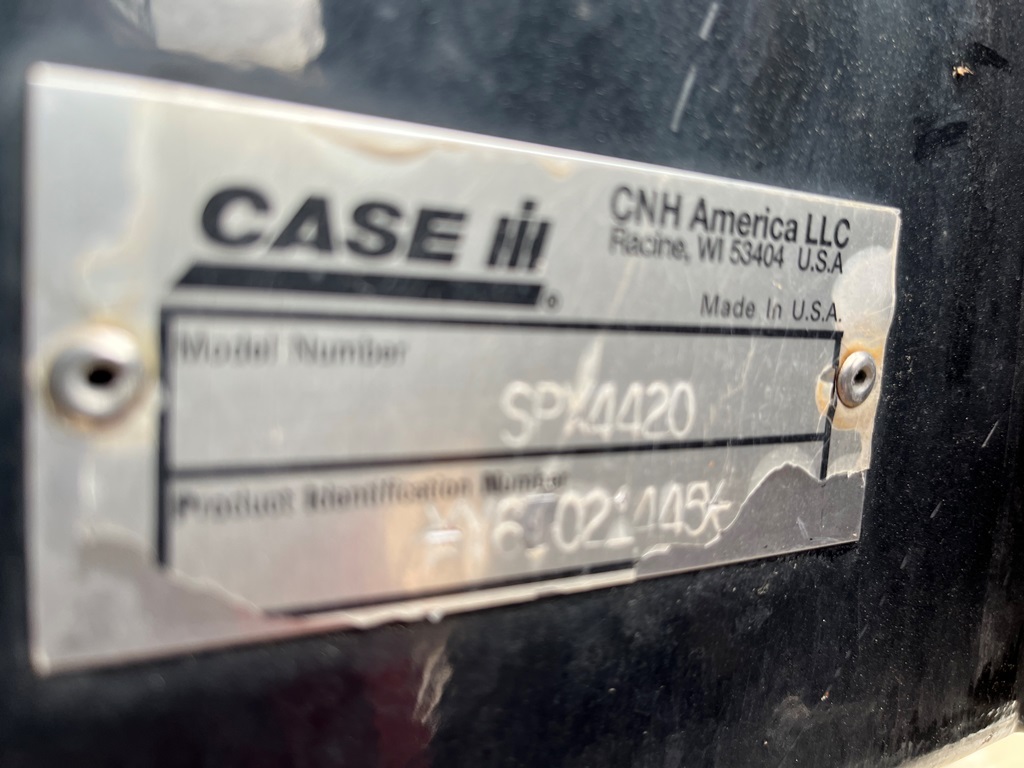 CASE IH
CNH America LLC
Racine, WI 53404 U.S.A
Made In U.S.A.
Model Number
SPX4420
Product Identification Number